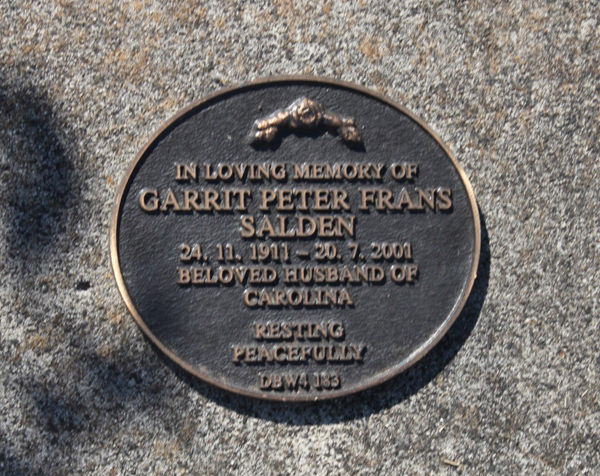 IN LOVING MEMORY OF
GARRIT PETER FRANS
SALDEN
24. 11. 1911 – 20. 7. 2001
BELOVED HUSBAND OF
CAROLINA
RESTING
PEACEFULLY
DBW4, 183